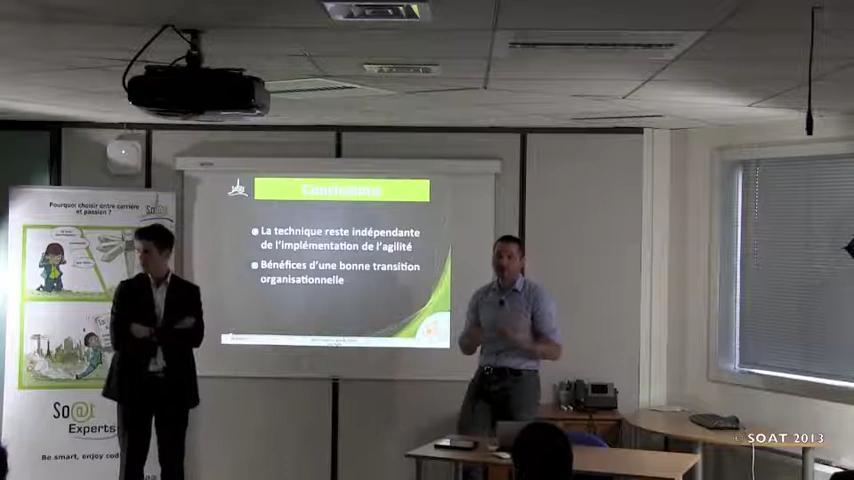 Pourquoi choisir entre carrière
et passion ?
So@t
Experts
Be smart, enjoy cod
Conclusions
La technique reste indépendante
de l'implémentation de l'agilité
Bénéfices d'une bonne transition
organisationnelle
© SOAT 2013